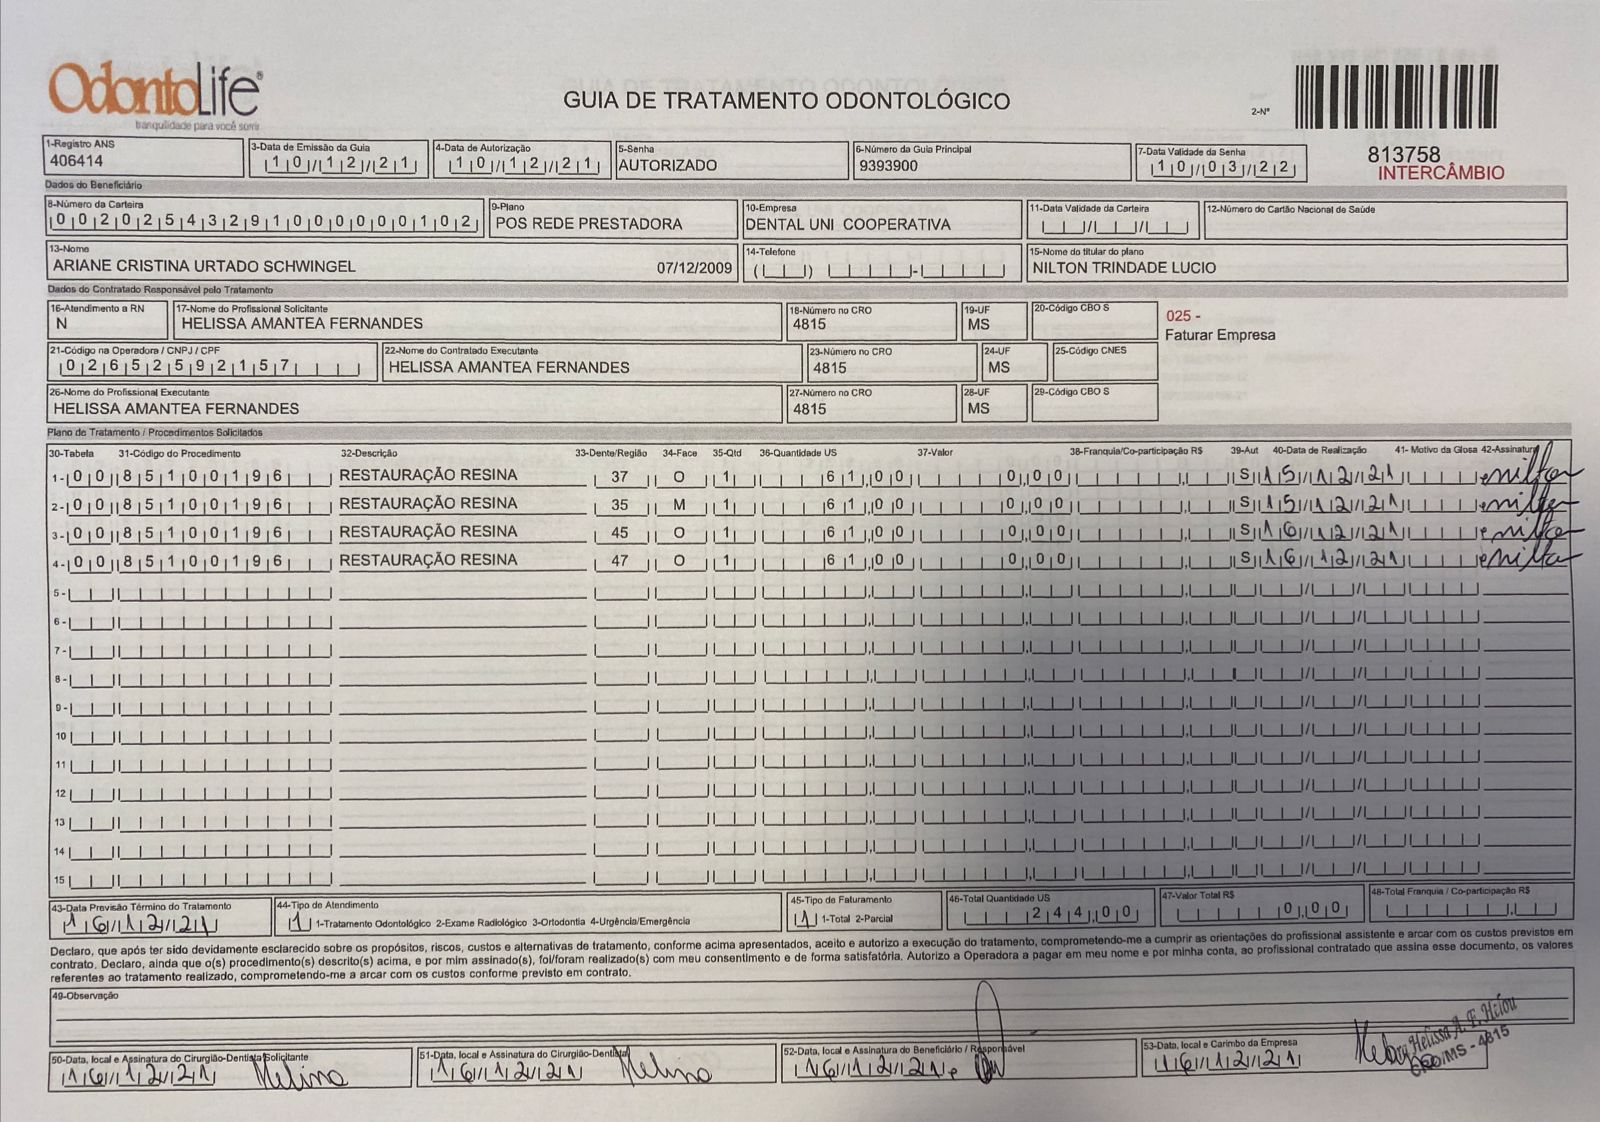 OdontoLife®
tranquilidade para você sorrir
GUIA DE TRATAMENTO ODONTOLÓGICO
2-Nº
813758
INTERCÂMBIO
1-Registro ANS
406414
3-Data de Emissão da Guia
10/12/21
4-Data de Autorização
10/12/21
5-Senha
AUTORIZADO
6-Número da Guia Principal
9393900
7-Data Validade da Senha
10/03/22
Dados do Beneficiário
8-Número da Carteira
00202543291000000102
9-Plano
POS REDE PRESTADORA
10-Empresa
DENTAL UNI COOPERATIVA
11-Data Validade da Carteira
12-Número do Cartão Nacional de Saúde
13-Nome
ARIANE CRISTINA URTADO SCHWINGEL 07/12/2009
14-Telefone
15-Nome do titular do plano
NILTON TRINDADE LUCIO
Dados do Contratado Responsável pelo Tratamento
16-Atendimento a RN
N
17-Nome do Profissional Solicitante
HELISSA AMANTEA FERNANDES
18-Número no CRO
4815
19-UF
MS
20-Código CBO S
025 -
Faturar Empresa
21-Código na Operadora / CNPJ / CPF
02652592157
22-Nome do Contratado Executante
HELISSA AMANTEA FERNANDES
23-Número no CRO
4815
24-UF
MS
25-Código CNES
26-Nome do Profissional Executante
HELISSA AMANTEA FERNANDES
27-Número no CRO
4815
28-UF
MS
29-Código CBO S
Plano de Tratamento / Procedimentos Solicitados
30-Tabela 31-Código do Procedimento 32-Descrição 33-Dente/Região 34-Face 35-Qtd 36-Quantidade US 37-Valor 38-Franquia/Co-participação R$ 39-Aut 40-Data de Realização 41- Motivo da Glosa 42-Assinatura
1- 00 85100196 RESTAURAÇÃO RESINA 37 O 1 61,00 0,00 S 15/12/21 nilton
2- 00 85100196 RESTAURAÇÃO RESINA 35 M 1 61,00 0,00 S 15/12/21 nilton
3- 00 85100196 RESTAURAÇÃO RESINA 45 O 1 61,00 0,00 S 16/12/21 nilton
4- 00 85100196 RESTAURAÇÃO RESINA 47 O 1 61,00 0,00 S 16/12/21 nilton
5-
6-
7-
8-
9-
10
11
12
13
14
15
43-Data Previsão Término do Tratamento
16/12/21
44-Tipo de Atendimento
1 1-Tratamento Odontológico 2-Exame Radiológico 3-Ortodontia 4-Urgência/Emergência
45-Tipo de Faturamento
1 1-Total 2-Parcial
46-Total Quantidade US
244,00
47-Valor Total R$
0,00
48-Total Franquia / Co-participação R$
Declaro, que após ter sido devidamente esclarecido sobre os propósitos, riscos, custos e alternativas de tratamento, conforme acima apresentados, aceito e autorizo a execução do tratamento, comprometendo-me a cumprir as orientações do profissional assistente e arcar com os custos previstos em
contrato. Declaro, ainda que o(s) procedimento(s) descrito(s) acima, e por mim assinado(s), foi/foram realizado(s) com meu consentimento e de forma satisfatória. Autorizo a Operadora a pagar em meu nome e por minha conta, ao profissional contratado que assina esse documento, os valores
referentes ao tratamento realizado, comprometendo-me a arcar com os custos conforme previsto em contrato.
49-Observação
50-Data, local e Assinatura do Cirurgião-Dentista Solicitante
16/12/21
51-Data, local e Assinatura do Cirurgião-Dentista
16/12/21
52-Data, local e Assinatura do Beneficiário / Responsável
16/12/21
53-Data, local e Carimbo da Empresa
16/12/21
Dra Helissa A. F. Hilou
CRO/MS - 4815